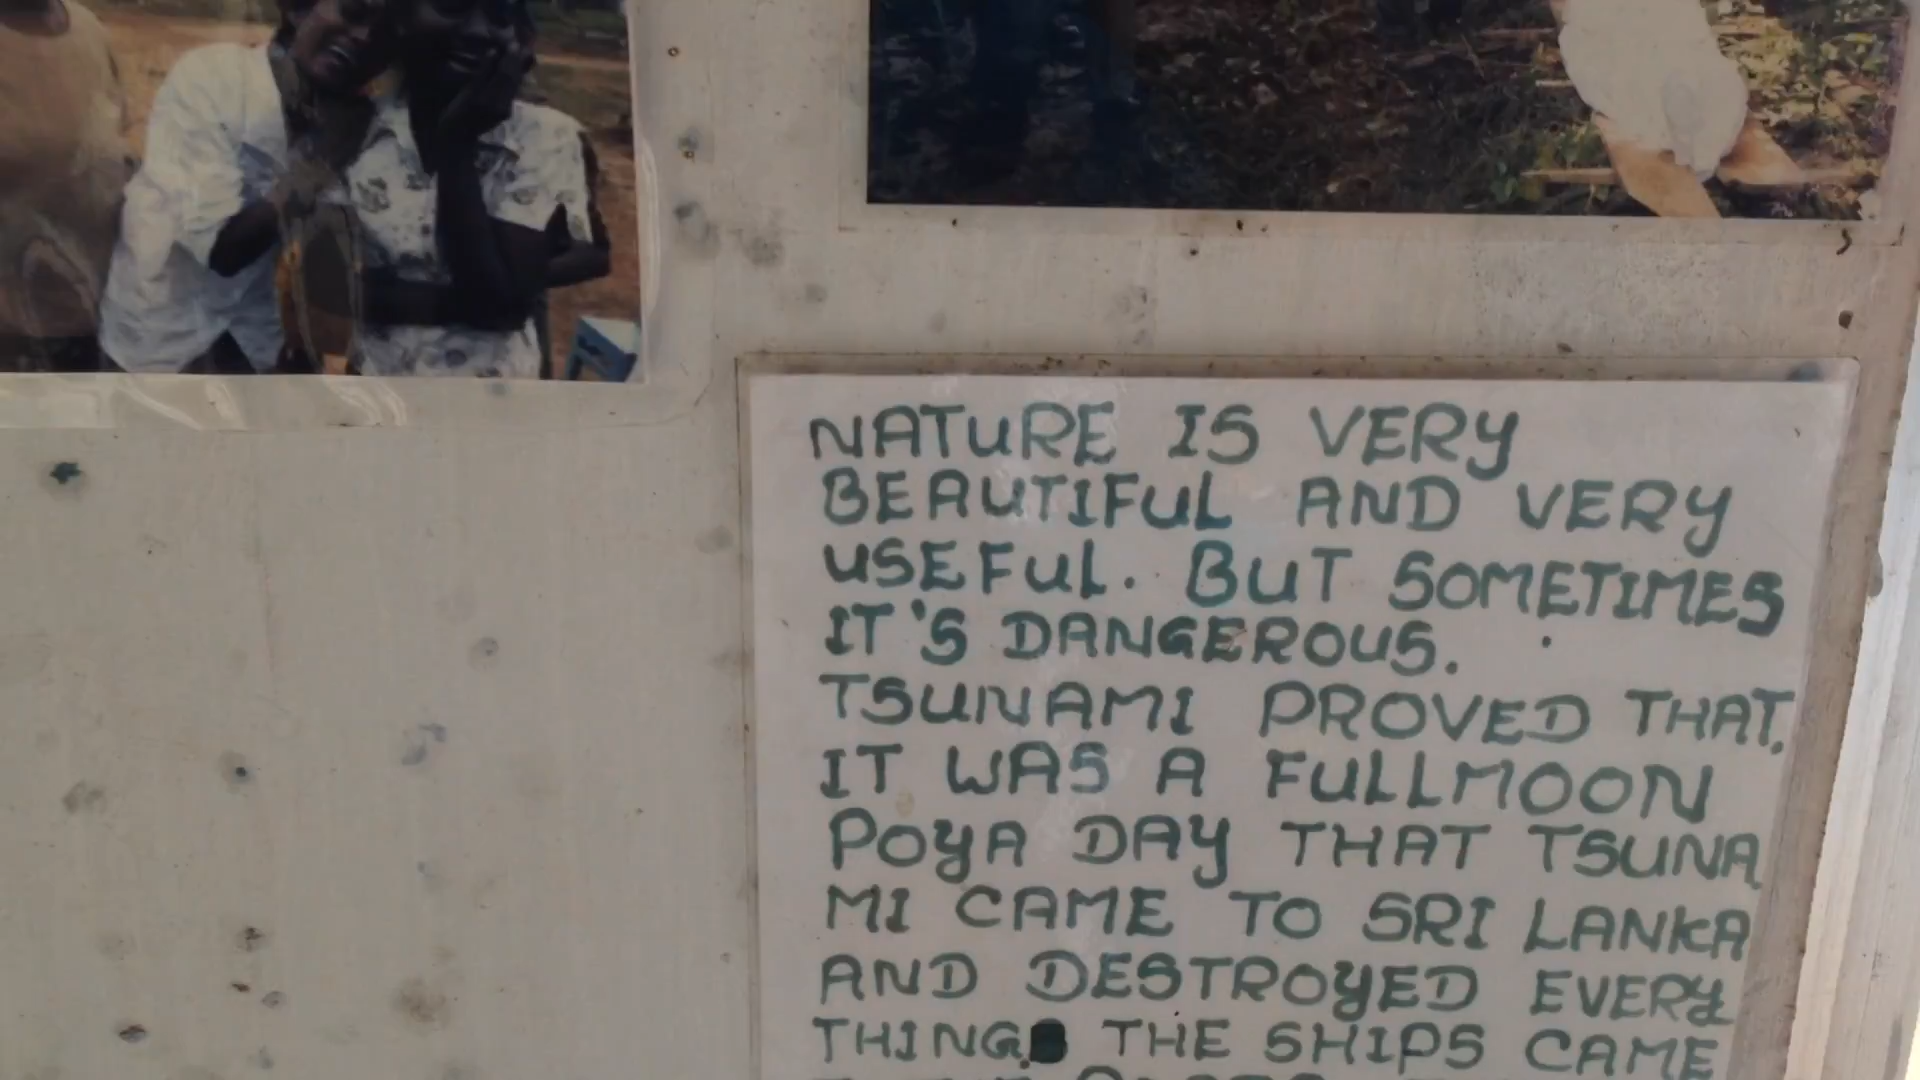 NATURE IS VERY
BEAUTIFUL AND VERY
USEFUL. BUT SOMETIMES
IT'S DANGEROUS.
TSUNAMI PROVED THAT.
IT WAS A FULLMOON
POYA DAY THAT TSUNA
MI CAME TO SRI LANKA
AND DESTROYED EVERY
THING. THE SHIPS CAME